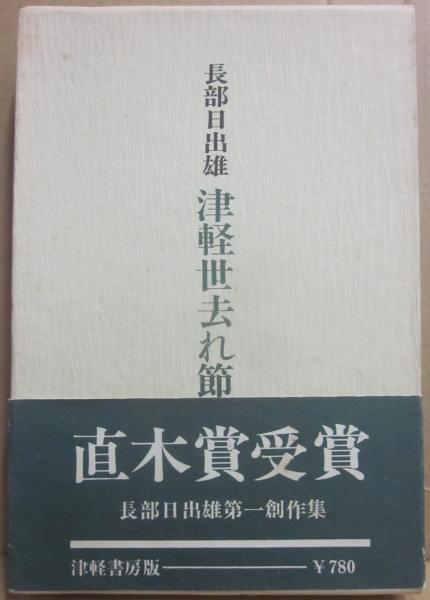 長部日出雄
津軽世去れ節
直木賞受賞
長部日出雄第一創作集
津軽書房版――― ¥780